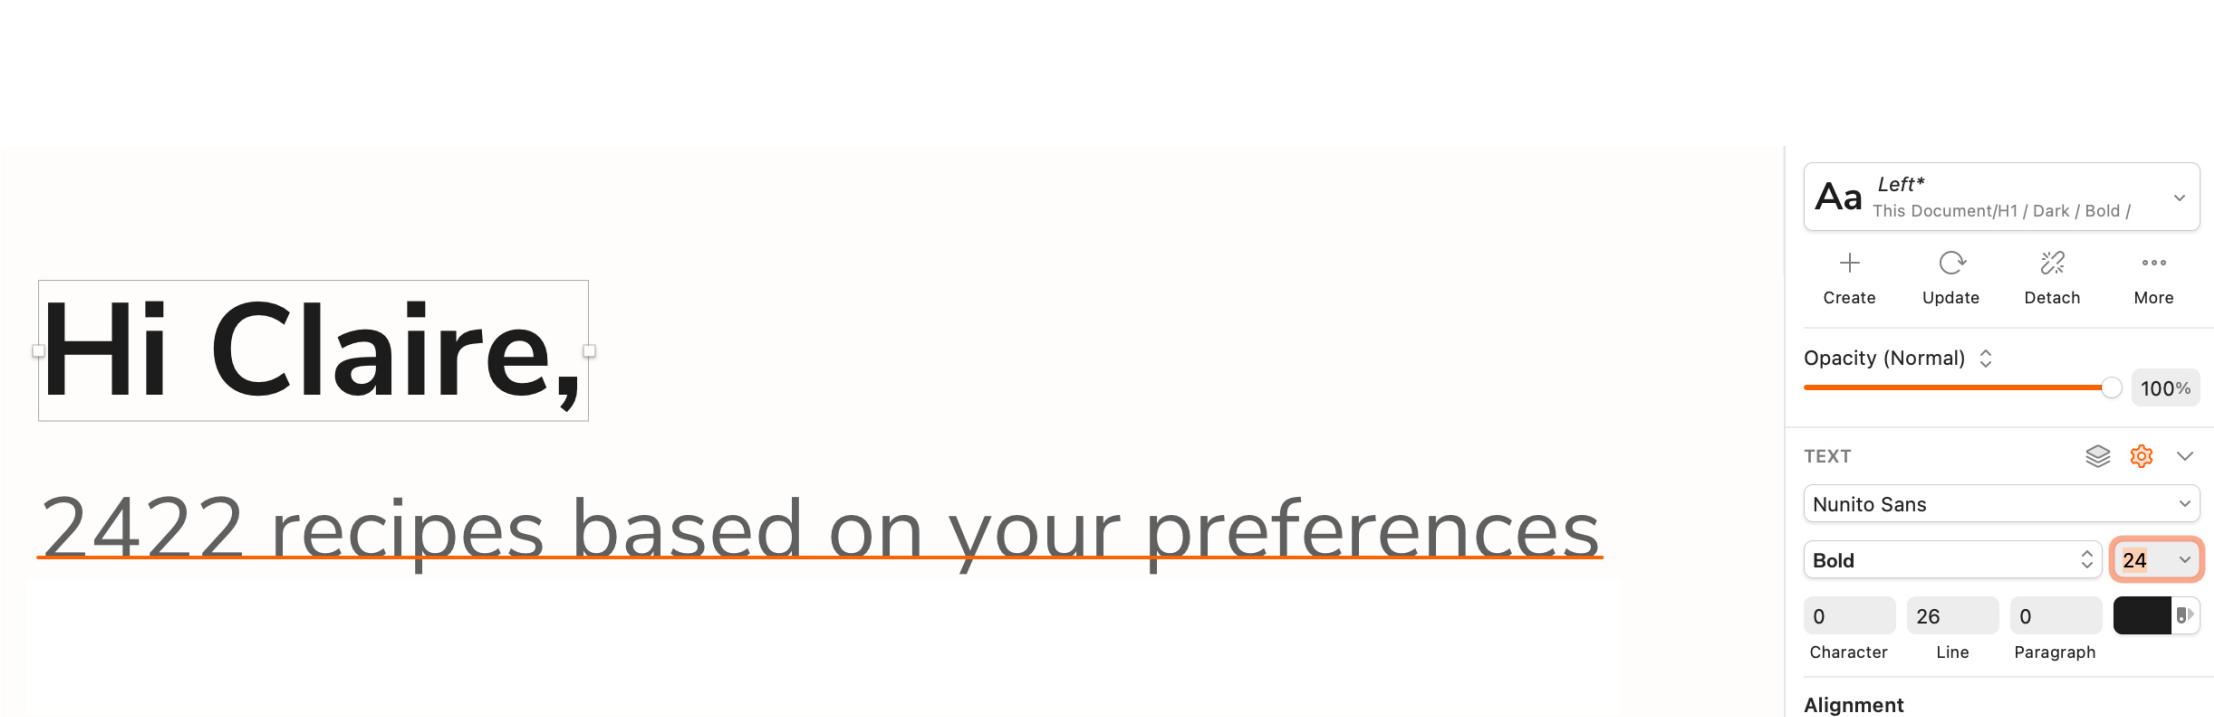 Hi Claire,
2422 recipes based on your preferences
Aa
Left*
This Document/H1 / Dark / Bold /
Create Update Detach More
Opacity (Normal)
100%
TEXT
Nunito Sans
Bold 24
0 26 0
Character Line Paragraph
Alignment